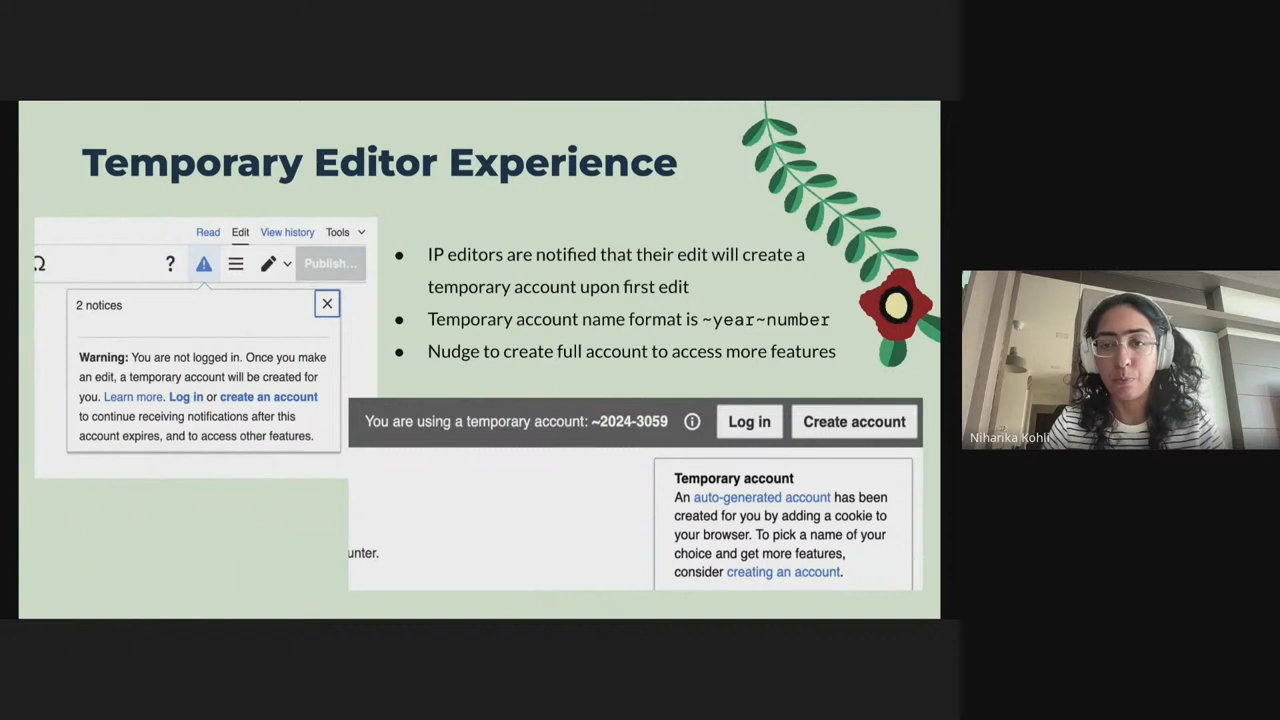 Temporary Editor Experience
Read Edit View history Tools
Ω ? Publish...
2 notices
Warning: You are not logged in. Once you make
an edit, a temporary account will be created for
you. Learn more. Log in or create an account
to continue receiving notifications after this
account expires, and to access other features.
● IP editors are notified that their edit will create a
temporary account upon first edit
● Temporary account name format is ~year~number
● Nudge to create full account to access more features
You are using a temporary account: ~2024-3059 Log in Create account
Temporary account
An auto-generated account has been
created for you by adding a cookie to
your browser. To pick a name of your
choice and get more features,
consider creating an account.
unter.
Niharika Kohli